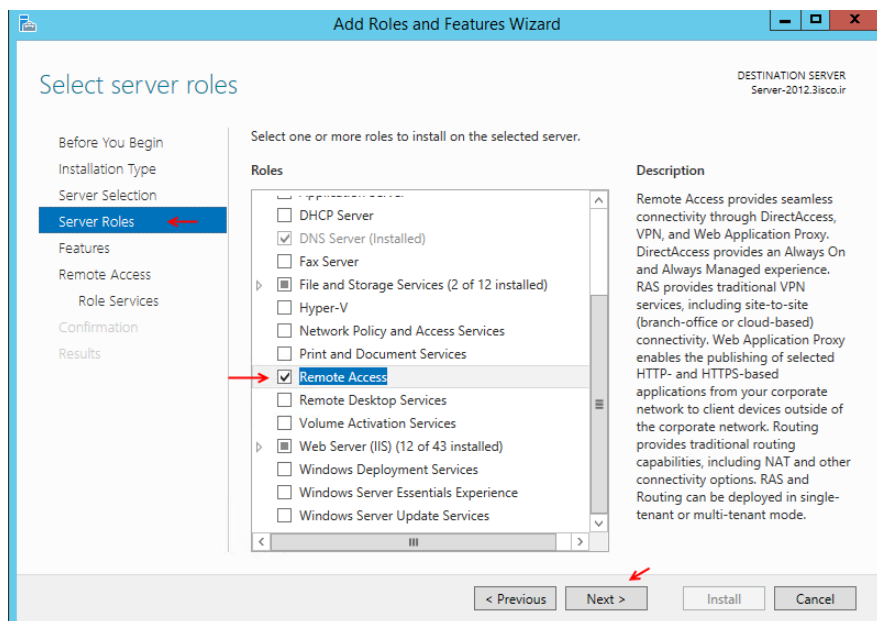 Add Roles and Features Wizard
Select server roles
DESTINATION SERVER
Server-2012.3isco.ir
Before You Begin
Installation Type
Server Selection
Server Roles
Features
Remote Access
Role Services
Confirmation
Results
Select one or more roles to install on the selected server.
Roles
Application Server
DHCP Server
DNS Server (Installed)
Fax Server
File and Storage Services (2 of 12 installed)
Hyper-V
Network Policy and Access Services
Print and Document Services
Remote Access
Remote Desktop Services
Volume Activation Services
Web Server (IIS) (12 of 43 installed)
Windows Deployment Services
Windows Server Essentials Experience
Windows Server Update Services
Description
Remote Access provides seamless
connectivity through DirectAccess,
VPN, and Web Application Proxy.
DirectAccess provides an Always On
and Always Managed experience.
RAS provides traditional VPN
services, including site-to-site
(branch-office or cloud-based)
connectivity. Web Application Proxy
enables the publishing of selected
HTTP- and HTTPS-based
applications from your corporate
network to client devices outside of
the corporate network. Routing
provides traditional routing
capabilities, including NAT and other
connectivity options. RAS and
Routing can be deployed in single-
tenant or multi-tenant mode.
< Previous
Next >
Install
Cancel